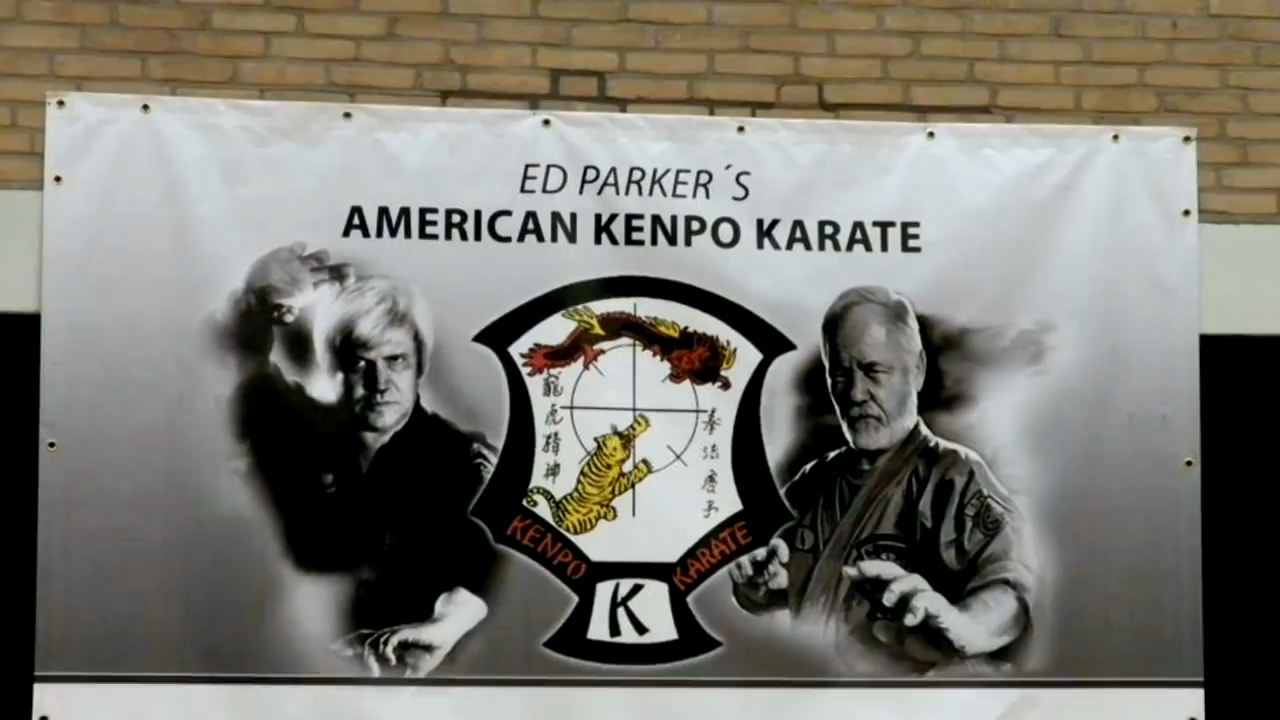 ED PARKER´S
AMERICAN KENPO KARATE
龍虎精神
拳法唐手
KENPO
KARATE
K